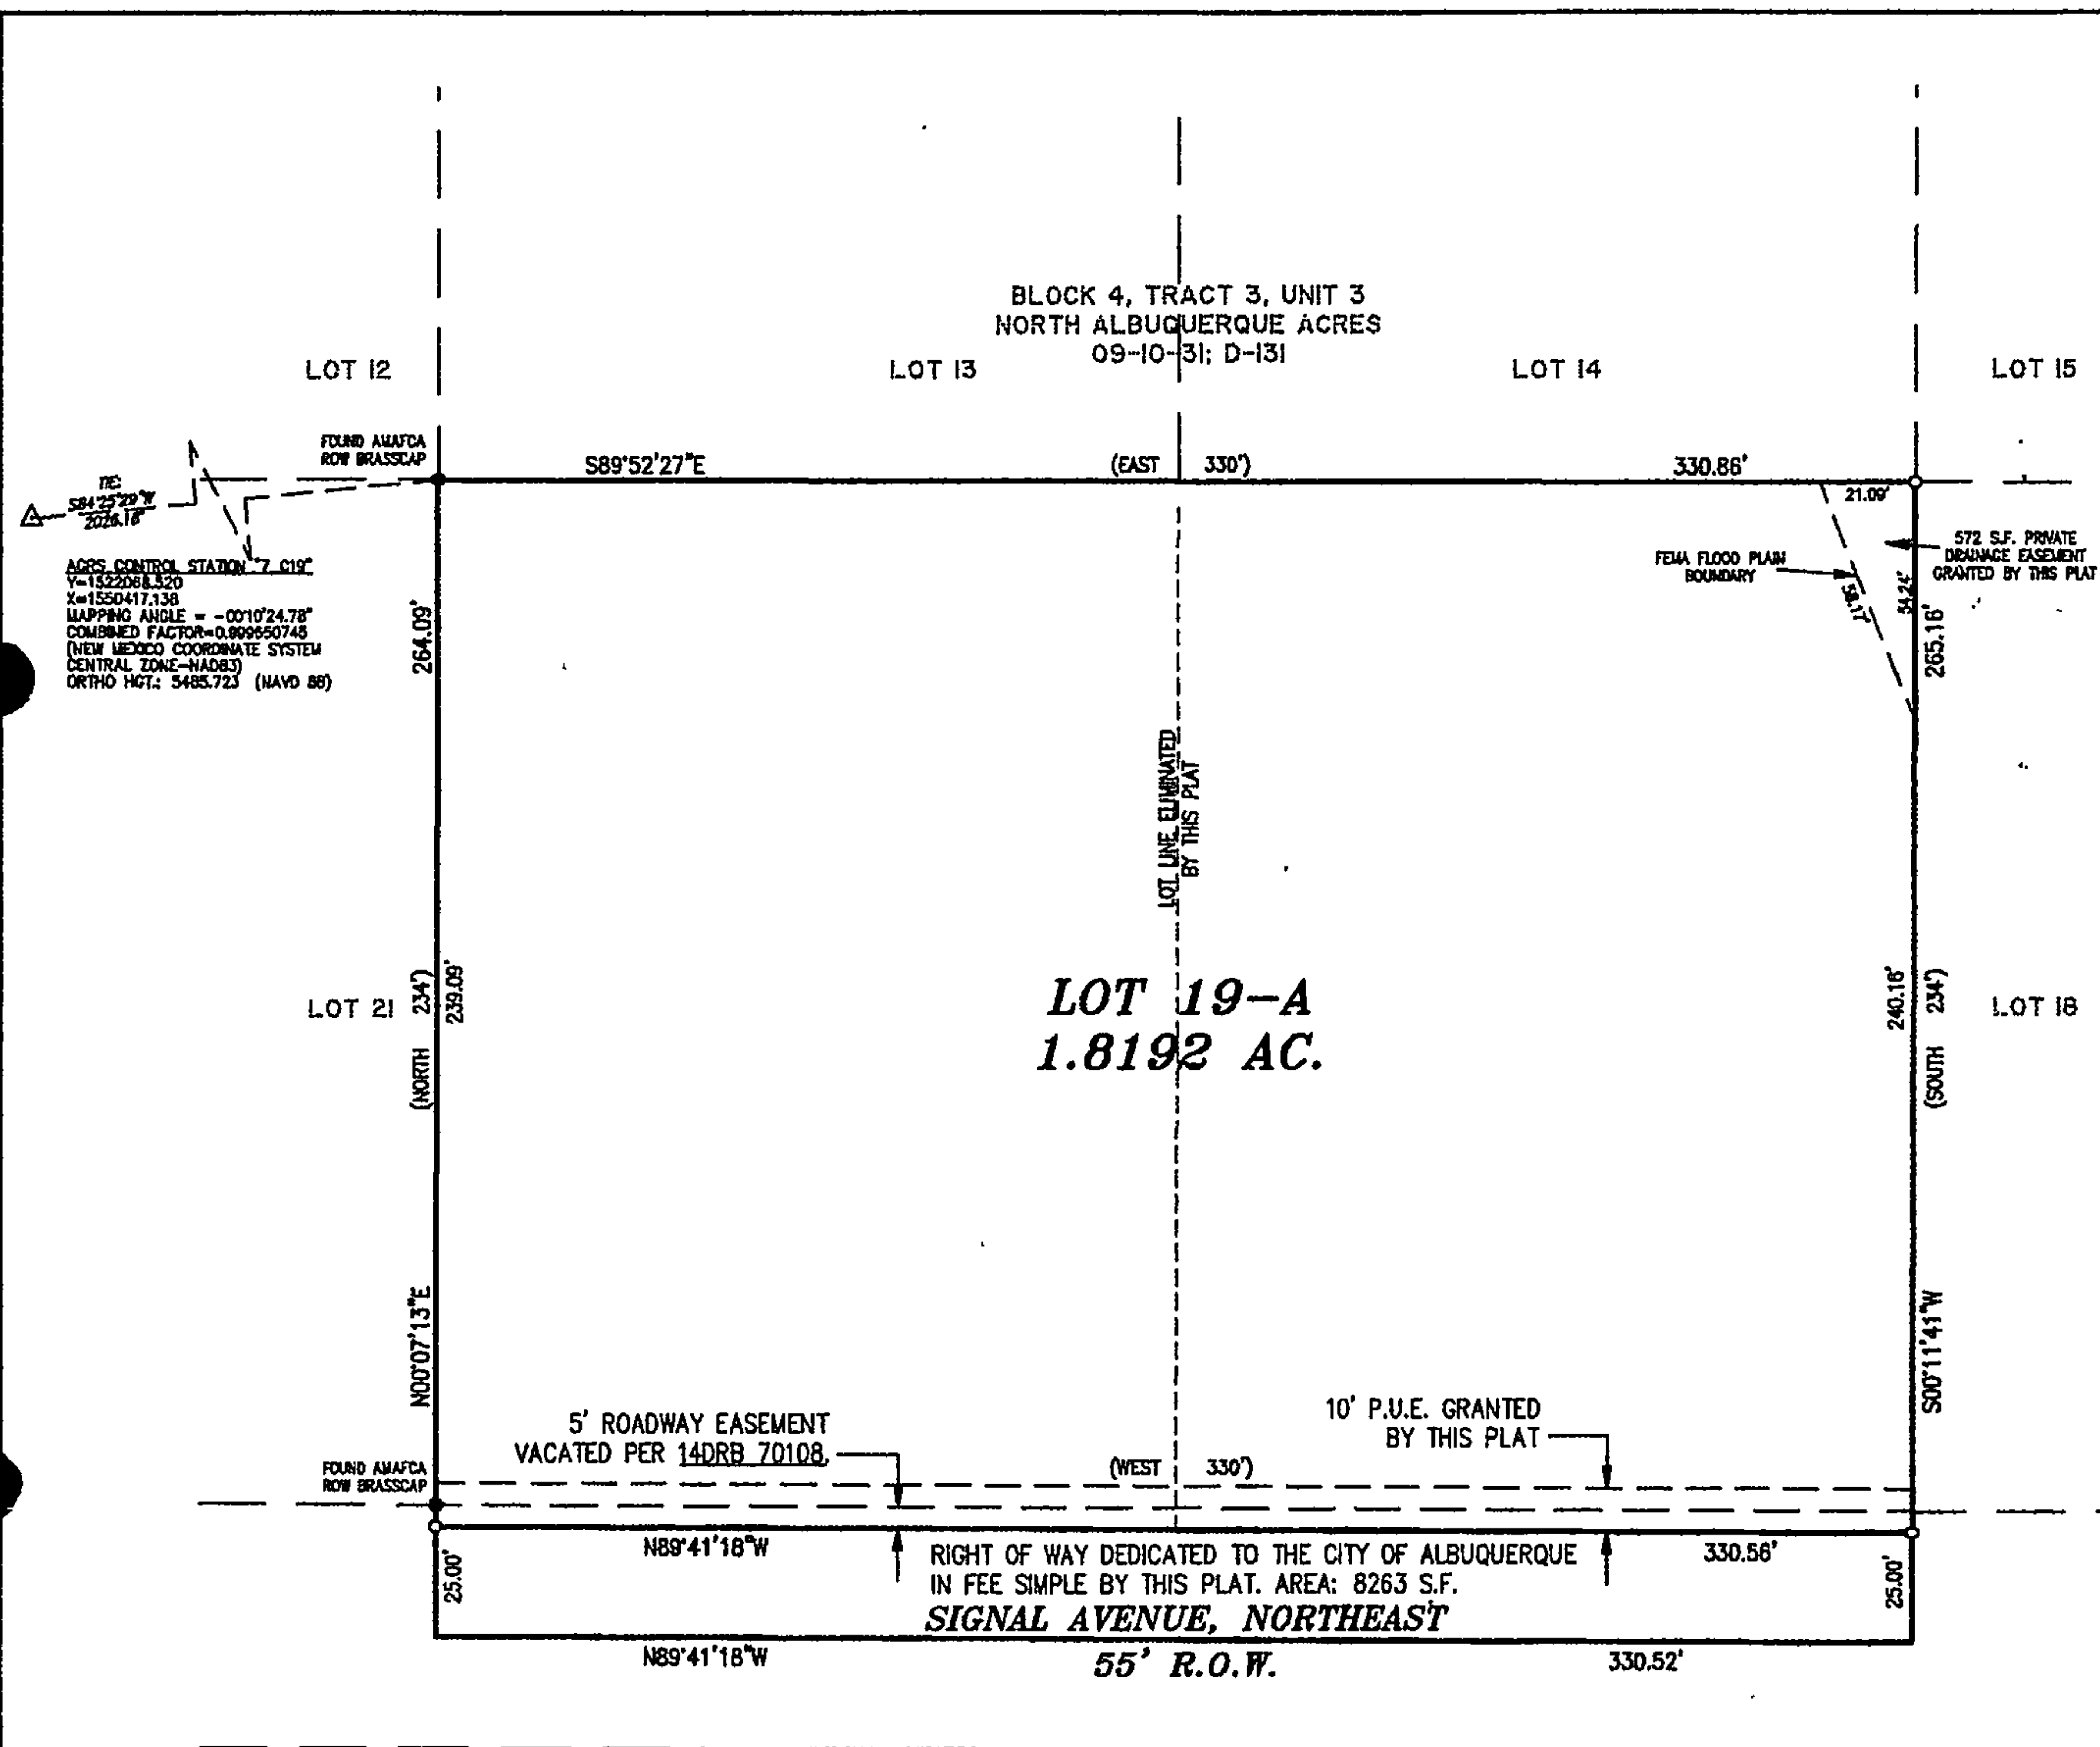 BLOCK 4, TRACT 3, UNIT 3
NORTH ALBUQUERQUE ACRES
09-10-31; D-131
LOT 12
LOT 13
LOT 14
LOT 15
FOUND AMAFCA
ROW BRASSCAP
S89°52'27"E
(EAST 330')
330.86'
21.09'
TIE:
S84°25'29"W
2026.16'
AGRS CONTROL STATION "7_C19"
Y=1522068.520
X=1550417.138
MAPPING ANGLE = -00°10'24.78"
COMBINED FACTOR=0.999650745
(NEW MEXICO COORDINATE SYSTEM
CENTRAL ZONE-NAD83)
ORTHO HGT.: 5485.723 (NAVD 88)
FEMA FLOOD PLAIN
BOUNDARY
572 S.F. PRIVATE
DRAINAGE EASEMENT
GRANTED BY THIS PLAT
58.17'
54.24'
264.09'
265.16'
LOT LINE ELIMINATED
BY THIS PLAT
LOT 21
(NORTH 234')
239.09'
LOT 19-A
1.8192 AC.
240.16'
(SOUTH 234')
LOT 18
N00°07'13"E
S00°11'41"W
5' ROADWAY EASEMENT
VACATED PER 14DRB 70108.
10' P.U.E. GRANTED
BY THIS PLAT
(WEST 330')
FOUND AMAFCA
ROW BRASSCAP
N89°41'18"W
330.56'
25.00'
RIGHT OF WAY DEDICATED TO THE CITY OF ALBUQUERQUE
IN FEE SIMPLE BY THIS PLAT. AREA: 8263 S.F.
25.00'
SIGNAL AVENUE, NORTHEAST
N89°41'18"W
55' R.O.W.
330.52'